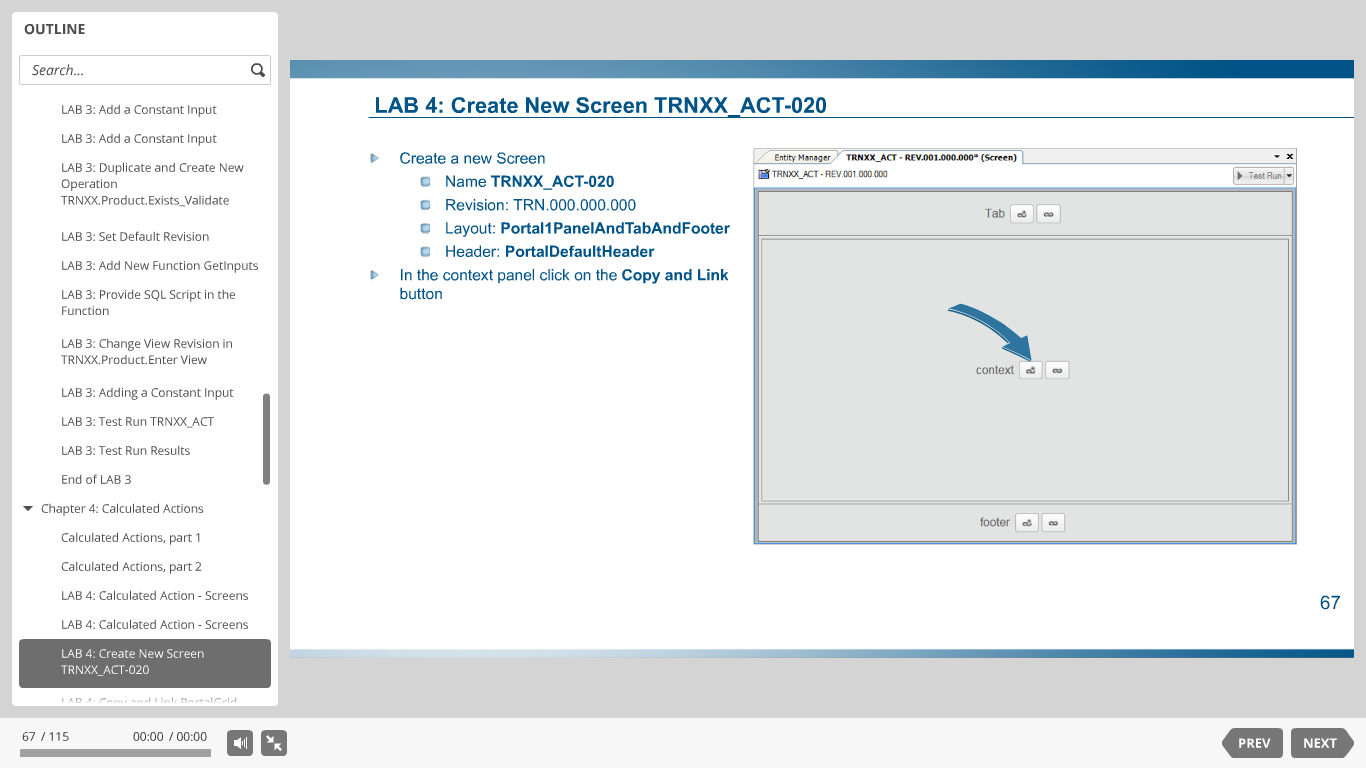 OUTLINE
Search...
LAB 3: Add a Constant Input
LAB 3: Add a Constant Input
LAB 3: Duplicate and Create New
Operation
TRNXX.Product.Exists_Validate
LAB 3: Set Default Revision
LAB 3: Add New Function GetInputs
LAB 3: Provide SQL Script in the
Function
LAB 3: Change View Revision in
TRNXX.Product.Enter View
LAB 3: Adding a Constant Input
LAB 3: Test Run TRNXX_ACT
LAB 3: Test Run Results
End of LAB 3
Chapter 4: Calculated Actions
Calculated Actions, part 1
Calculated Actions, part 2
LAB 4: Calculated Action - Screens
LAB 4: Calculated Action - Screens
LAB 4: Create New Screen
TRNXX_ACT-020
LAB 4: Copy and Link PortalGrid
LAB 4: Create New Screen TRNXX_ACT-020
Create a new Screen
Name TRNXX_ACT-020
Revision: TRN.000.000.000
Layout: Portal1PanelAndTabAndFooter
Header: PortalDefaultHeader
In the context panel click on the Copy and Link
button
Entity Manager
TRNXX_ACT - REV.001.000.000* (Screen)
TRNXX_ACT - REV.001.000.000
Test Run
Tab
context
footer
67
67 / 115
00:00 / 00:00
PREV
NEXT